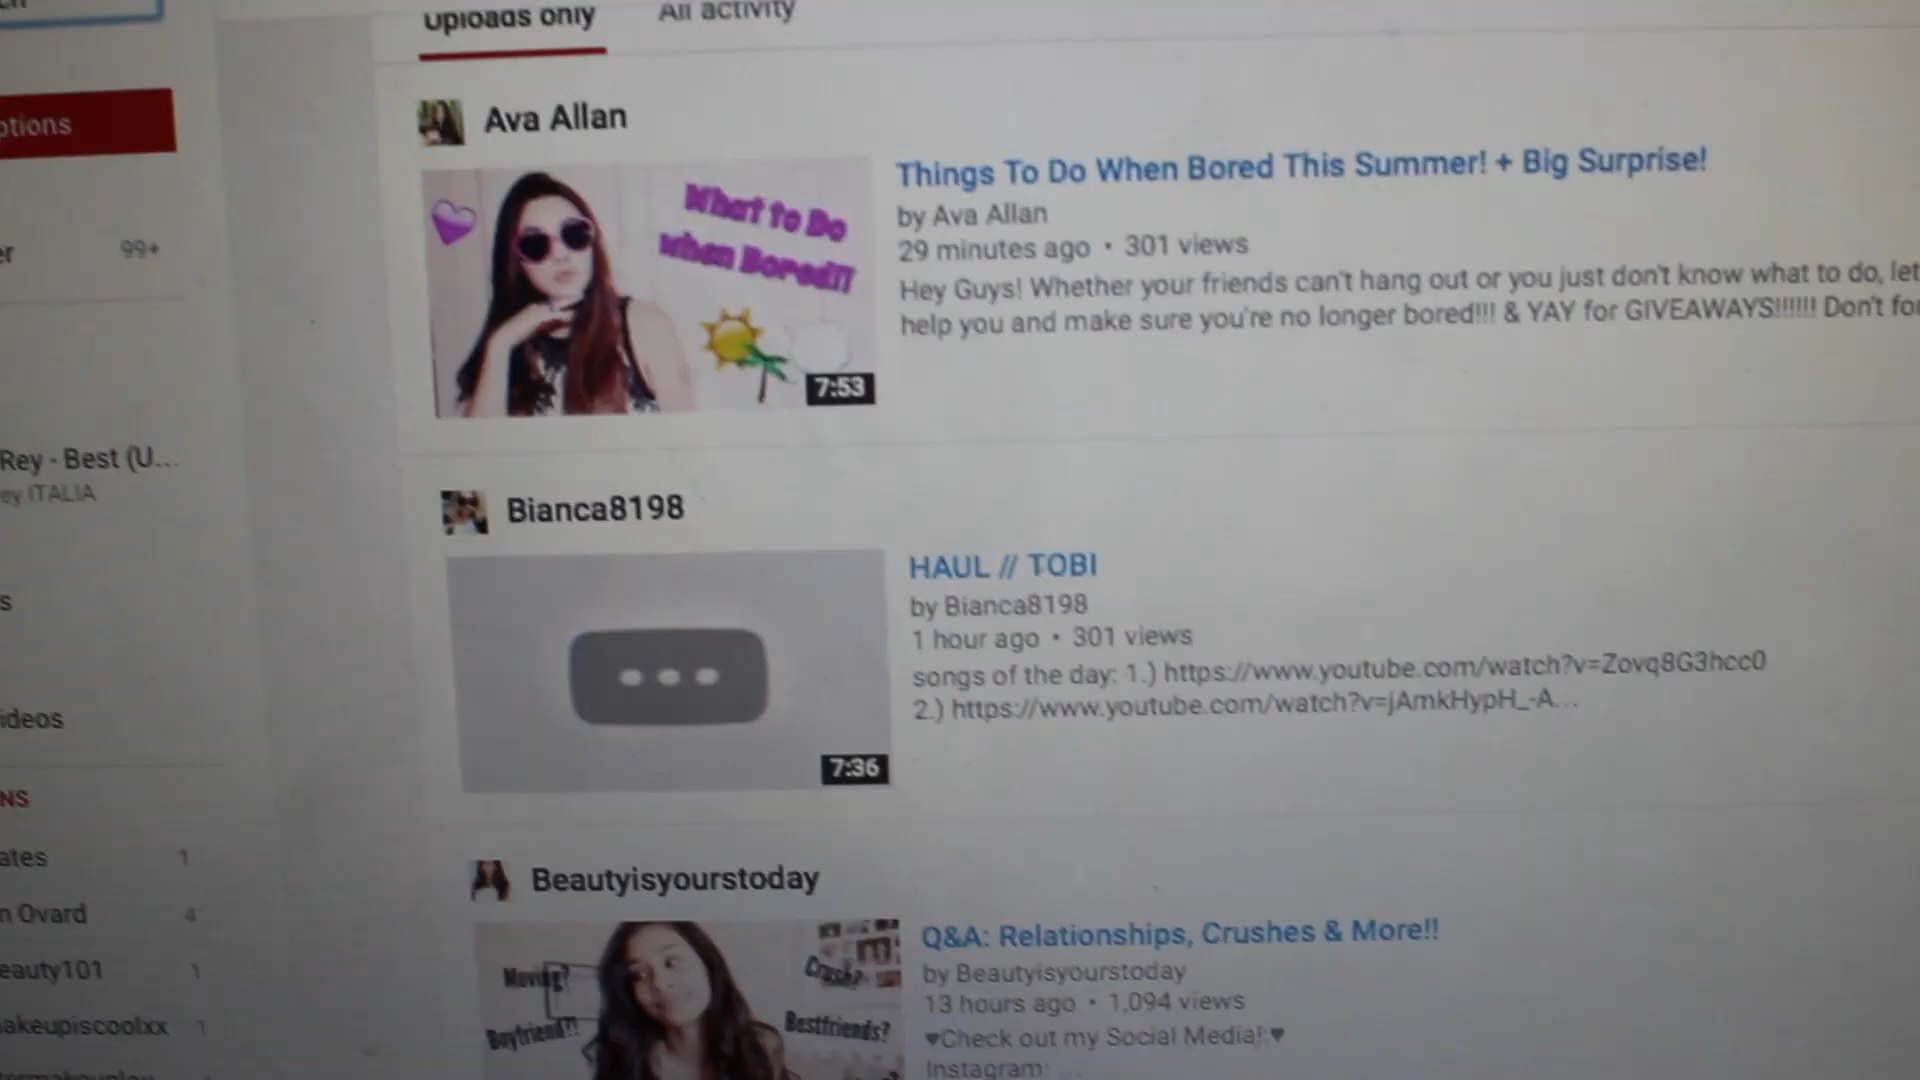 Uploads only
All activity
ptions
er 99+
Rey - Best (U...
ey ITALIA
s
ideos
NS
ates 1
n Ovard 4
eauty101 1
akeupiscoolxx 1
Ava Allan
What to Do
when Bored!!
7:53
Things To Do When Bored This Summer! + Big Surprise!
by Ava Allan
29 minutes ago • 301 views
Hey Guys! Whether your friends can't hang out or you just don't know what to do, let
help you and make sure you're no longer bored!!! & YAY for GIVEAWAYS!!!!!! Don't for
Bianca8198
7:36
HAUL // TOBI
by Bianca8198
1 hour ago • 301 views
songs of the day: 1.) https://www.youtube.com/watch?v=Zovq8G3hcc0
2.) https://www.youtube.com/watch?v=jAmkHypH_-A...
Beautyisyourstoday
Moving?
Crush?
Boyfriend?!
Bestfriends?
Q&A: Relationships, Crushes & More!!
by Beautyisyourstoday
13 hours ago • 1,094 views
♥Check out my Social Media!:♥
Instagram: ...